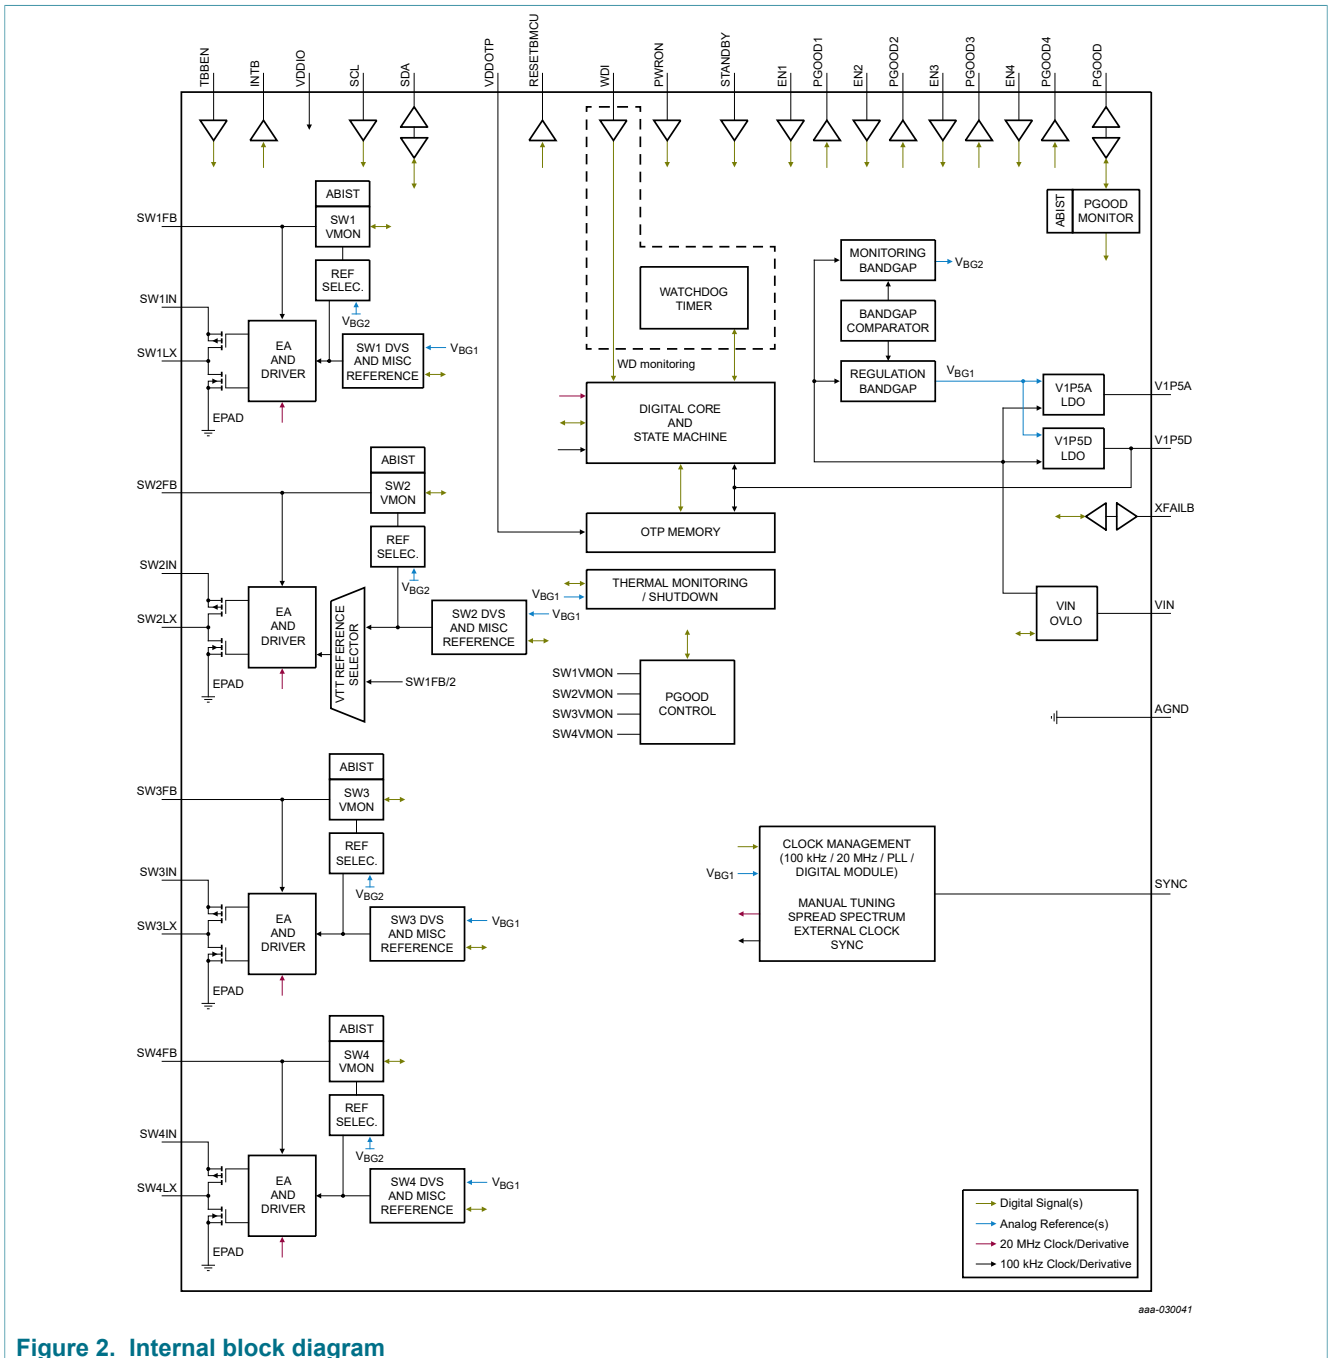 TBBEN
INTB
VDDIO
SCL
SDA
VDDOTP
RESETBMCU
WDI
PWRON
STANDBY
EN1
PGOOD1
EN2
PGOOD2
EN3
PGOOD3
EN4
PGOOD4
PGOOD
ABIST
SW1
VMON
REF
SELEC.
VBG2
SW1FB
SW1IN
SW1LX
EA
AND
DRIVER
EPAD
SW1 DVS
AND MISC
REFERENCE
VBG1
WATCHDOG
TIMER
WD monitoring
DIGITAL CORE
AND
STATE MACHINE
OTP MEMORY
THERMAL MONITORING
/ SHUTDOWN
VBG1
ABIST
PGOOD
MONITOR
MONITORING
BANDGAP
VBG2
BANDGAP
COMPARATOR
REGULATION
BANDGAP
VBG1
V1P5A
LDO
V1P5A
V1P5D
LDO
V1P5D
XFAILB
VIN
OVLO
VIN
AGND
ABIST
SW2
VMON
REF
SELEC.
VBG2
SW2FB
SW2IN
SW2LX
EA
AND
DRIVER
EPAD
VTT REFERENCE
SELECTOR
SW2 DVS
AND MISC
REFERENCE
VBG1
SW1FB/2
SW1VMON
SW2VMON
SW3VMON
SW4VMON
PGOOD
CONTROL
ABIST
SW3
VMON
REF
SELEC.
VBG2
SW3FB
SW3IN
SW3LX
EA
AND
DRIVER
EPAD
SW3 DVS
AND MISC
REFERENCE
VBG1
CLOCK MANAGEMENT
(100 kHz / 20 MHz / PLL /
DIGITAL MODULE)
MANUAL TUNING
SPREAD SPECTRUM
EXTERNAL CLOCK
SYNC
VBG1
SYNC
ABIST
SW4
VMON
REF
SELEC.
VBG2
SW4FB
SW4IN
SW4LX
EA
AND
DRIVER
EPAD
SW4 DVS
AND MISC
REFERENCE
VBG1
Digital Signal(s)
Analog Reference(s)
20 MHz Clock/Derivative
100 kHz Clock/Derivative
aaa-030041
Figure 2. Internal block diagram